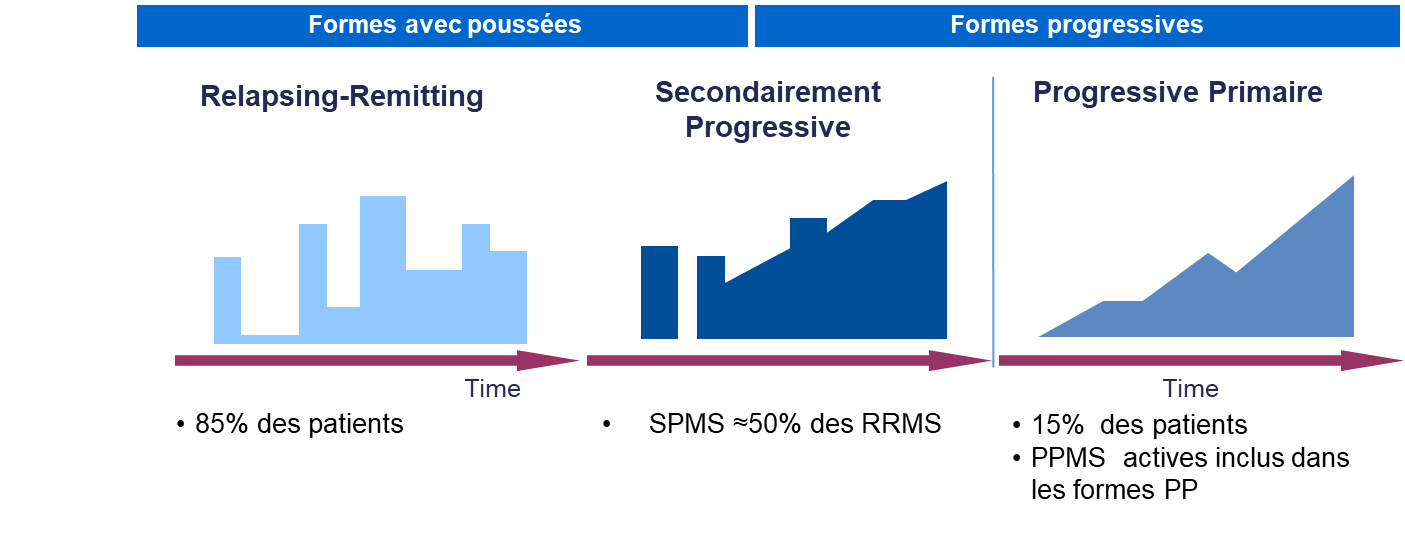 Formes avec poussées
Formes progressives
Relapsing-Remitting
Secondairement
Progressive
Progressive Primaire
Time
Time
• 85% des patients
• SPMS ≈50% des RRMS
• 15% des patients
• PPMS actives inclus dans
les formes PP